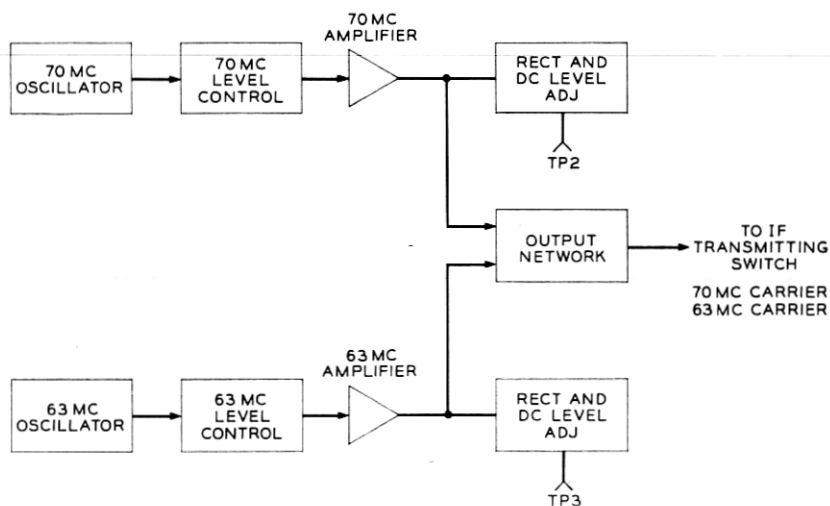 70 MC
OSCILLATOR
70 MC
LEVEL
CONTROL
70 MC
AMPLIFIER
RECT AND
DC LEVEL
ADJ
TP2
OUTPUT
NETWORK
TO IF
TRANSMITTING
SWITCH
70 MC CARRIER
63 MC CARRIER
63 MC
OSCILLATOR
63 MC
LEVEL
CONTROL
63 MC
AMPLIFIER
RECT AND
DC LEVEL
ADJ
TP3